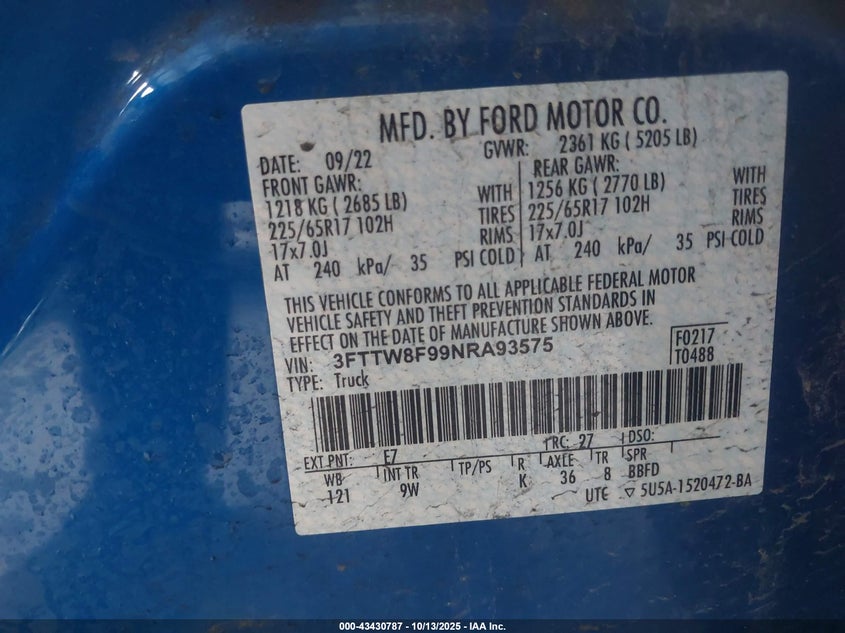 MFD. BY FORD MOTOR CO.
DATE: 09/22 GVWR: 2361 KG ( 5205 LB)
FRONT GAWR: REAR GAWR:
1218 KG ( 2685 LB) WITH 1256 KG ( 2770 LB) WITH
225/65R17 102H TIRES 225/65R17 102H TIRES
17x7.0J RIMS 17x7.0J RIMS
AT 240 kPa/ 35 PSI COLD AT 240 kPa/ 35 PSI COLD
THIS VEHICLE CONFORMS TO ALL APPLICABLE FEDERAL MOTOR
VEHICLE SAFETY AND THEFT PREVENTION STANDARDS IN
EFFECT ON THE DATE OF MANUFACTURE SHOWN ABOVE.
VIN: 3FTTW8F99NRA93575 F0217
TYPE: Truck T0488
EXT PNT: E7 RC: 27 DSO:
WB INT TR TP/PS R AXLE TR SPR
121 9W K 36 8 BBFD
UTC ▽ 5U5A-1520472-BA
000-43430787 - 10/13/2025 - IAA Inc.